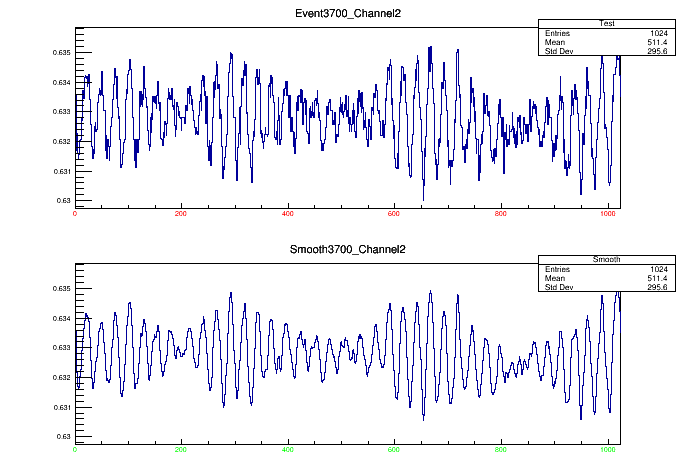 Event3700_Channel2
Test
Entries 1024
Mean 511.4
Std Dev 295.6
0.635
0.634
0.633
0.632
0.631
0.63
0 200 400 600 800 1000
Smooth3700_Channel2
Smooth
Entries 1024
Mean 511.4
Std Dev 295.6
0.635
0.634
0.633
0.632
0.631
0.63
0 200 400 600 800 1000